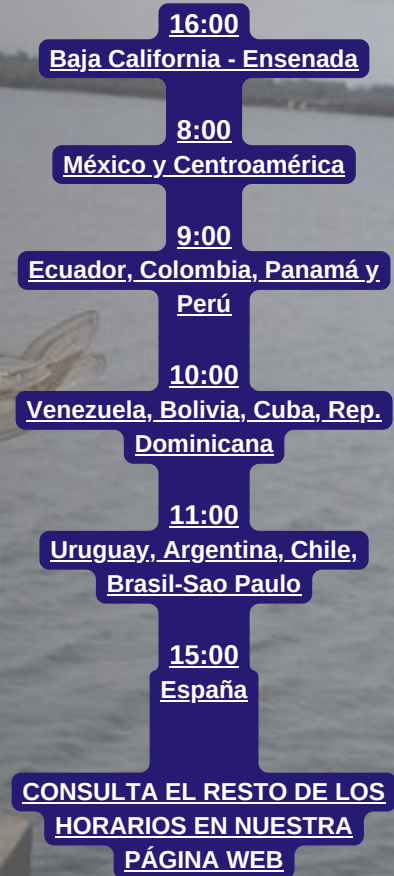 16:00
Baja California - Ensenada
8:00
México y Centroamérica
9:00
Ecuador, Colombia, Panamá y
Perú
10:00
Venezuela, Bolivia, Cuba, Rep.
Dominicana
11:00
Uruguay, Argentina, Chile,
Brasil-Sao Paulo
15:00
España
CONSULTA EL RESTO DE LOS
HORARIOS EN NUESTRA
PÁGINA WEB